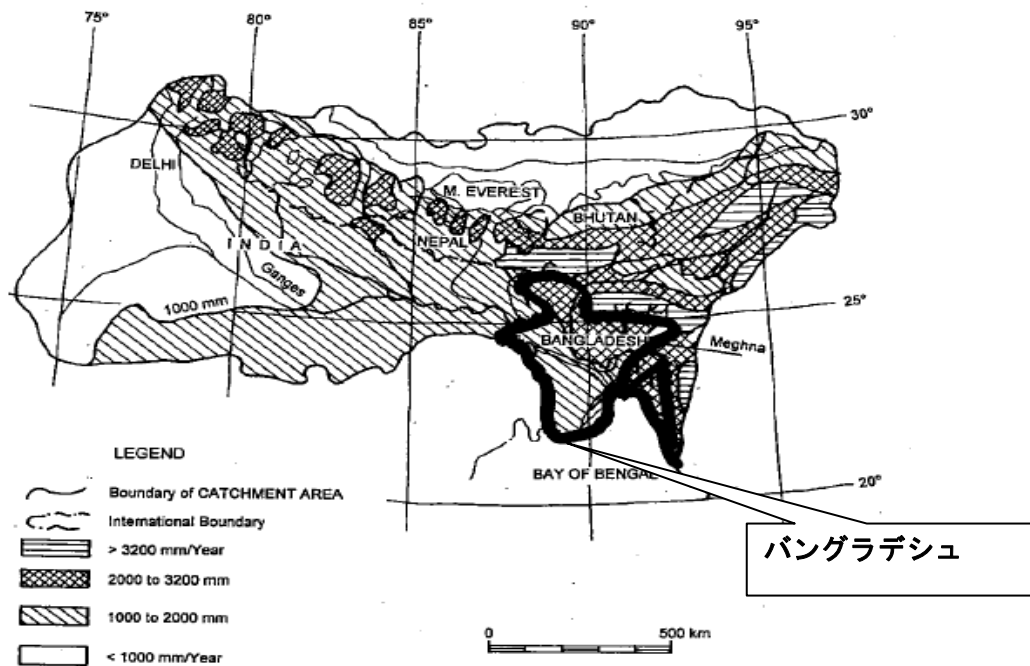 75°
80°
85°
90°
95°
30°
DELHI
M. EVEREST
BHUTAN
NEPAL
INDIA
Ganges
1000 mm
25°
BANGLADESH
Meghna
LEGEND
BAY OF BENGAL
20°
Boundary of CATCHMENT AREA
International Boundary
バングラデシュ
> 3200 mm/Year
2000 to 3200 mm
1000 to 2000 mm
0 500 km
< 1000 mm/Year